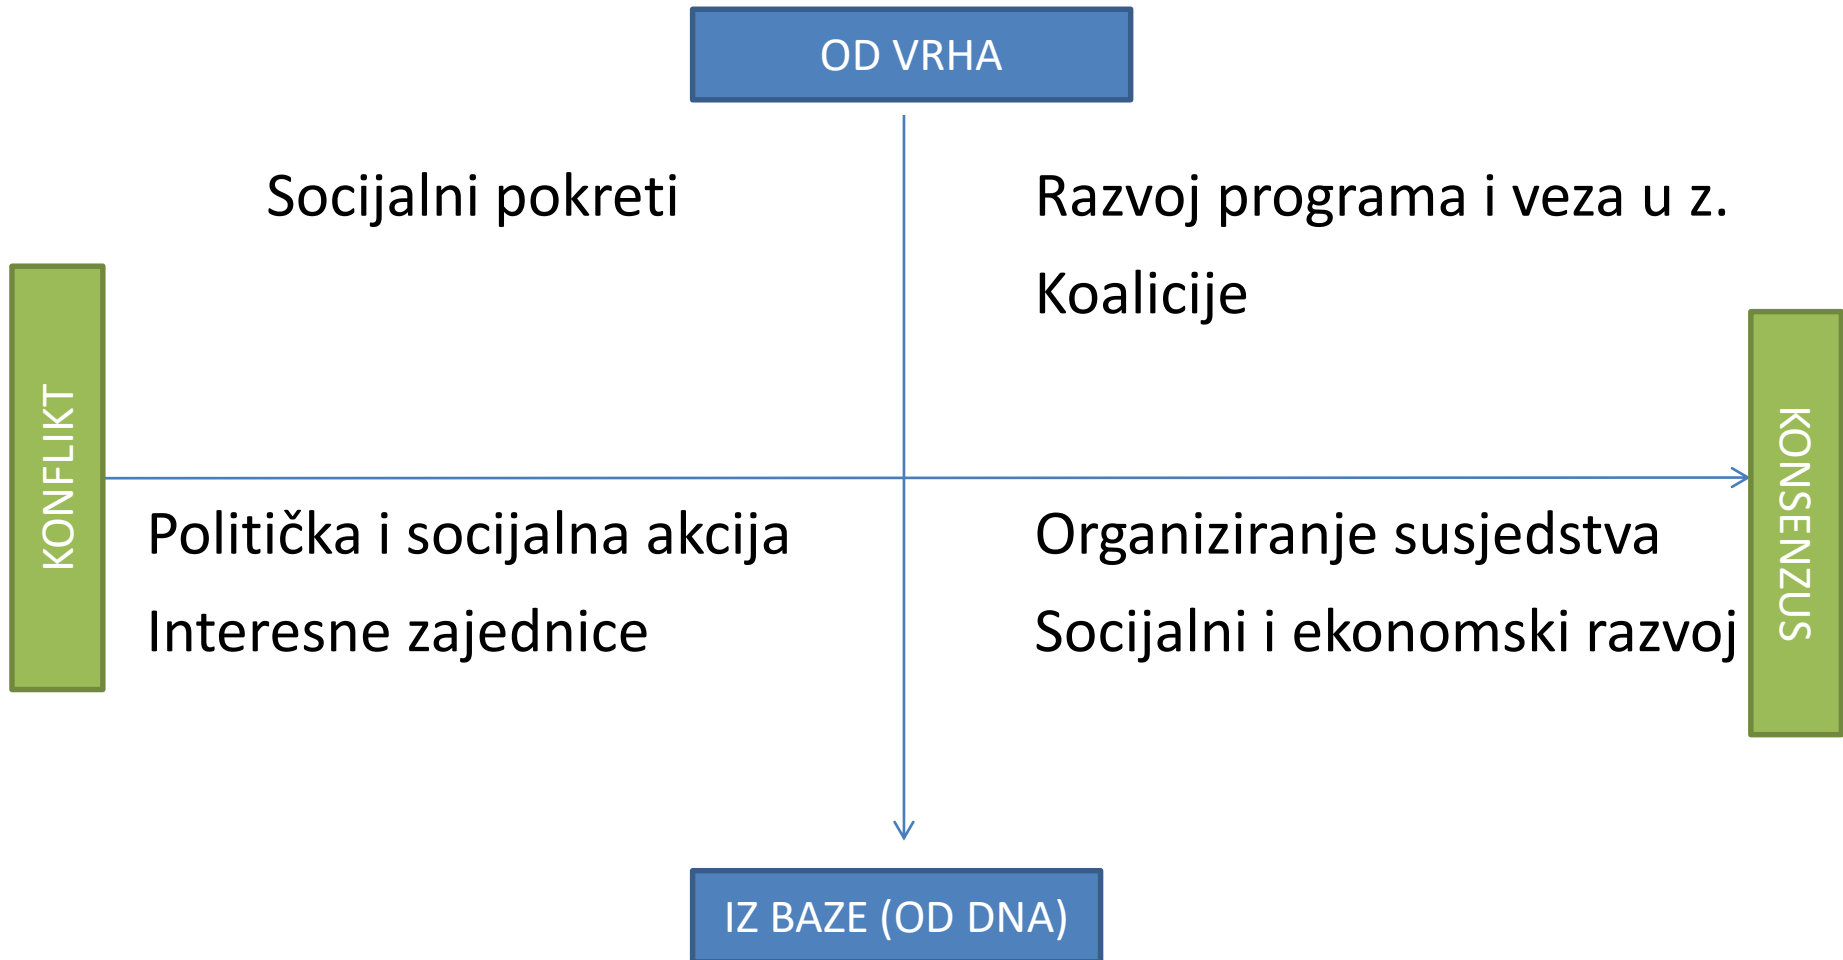 OD VRHA
Socijalni pokreti
Razvoj programa i veza u z.
Koalicije
KONFLIKT
KONSENZUS
Politička i socijalna akcija
Interesne zajednice
Organiziranje susjedstva
Socijalni i ekonomski razvoj
IZ BAZE (OD DNA)